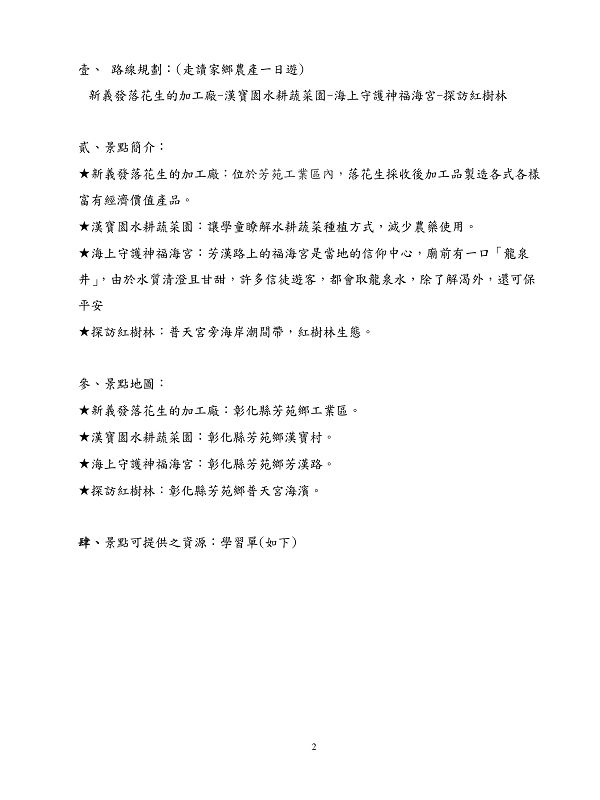 壹、 路線規劃：(走讀家鄉農產一日遊)
新義發落花生的加工廠-漢寶園水耕蔬菜園-海上守護神福海宮-探訪紅樹林
貳、景點簡介：
★新義發落花生的加工廠：位於芳苑工業區內，落花生採收後加工品製造各式各樣
富有經濟價值產品。
★漢寶園水耕蔬菜園：讓學童瞭解水耕蔬菜種植方式，減少農藥使用。
★海上守護神福海宮：芳漢路上的福海宮是當地的信仰中心，廟前有一口「龍泉
井」，由於水質清澄且甘甜，許多信徒遊客，都會取龍泉水，除了解渴外，還可保
平安
★探訪紅樹林：普天宮旁海岸潮間帶，紅樹林生態。
參、景點地圖：
★新義發落花生的加工廠：彰化縣芳苑鄉工業區。
★漢寶園水耕蔬菜園：彰化縣芳苑鄉漢寶村。
★海上守護神福海宮：彰化縣芳苑鄉芳漢路。
★探訪紅樹林：彰化縣芳苑鄉普天宮海濱。
肆、景點可提供之資源：學習單(如下)
2